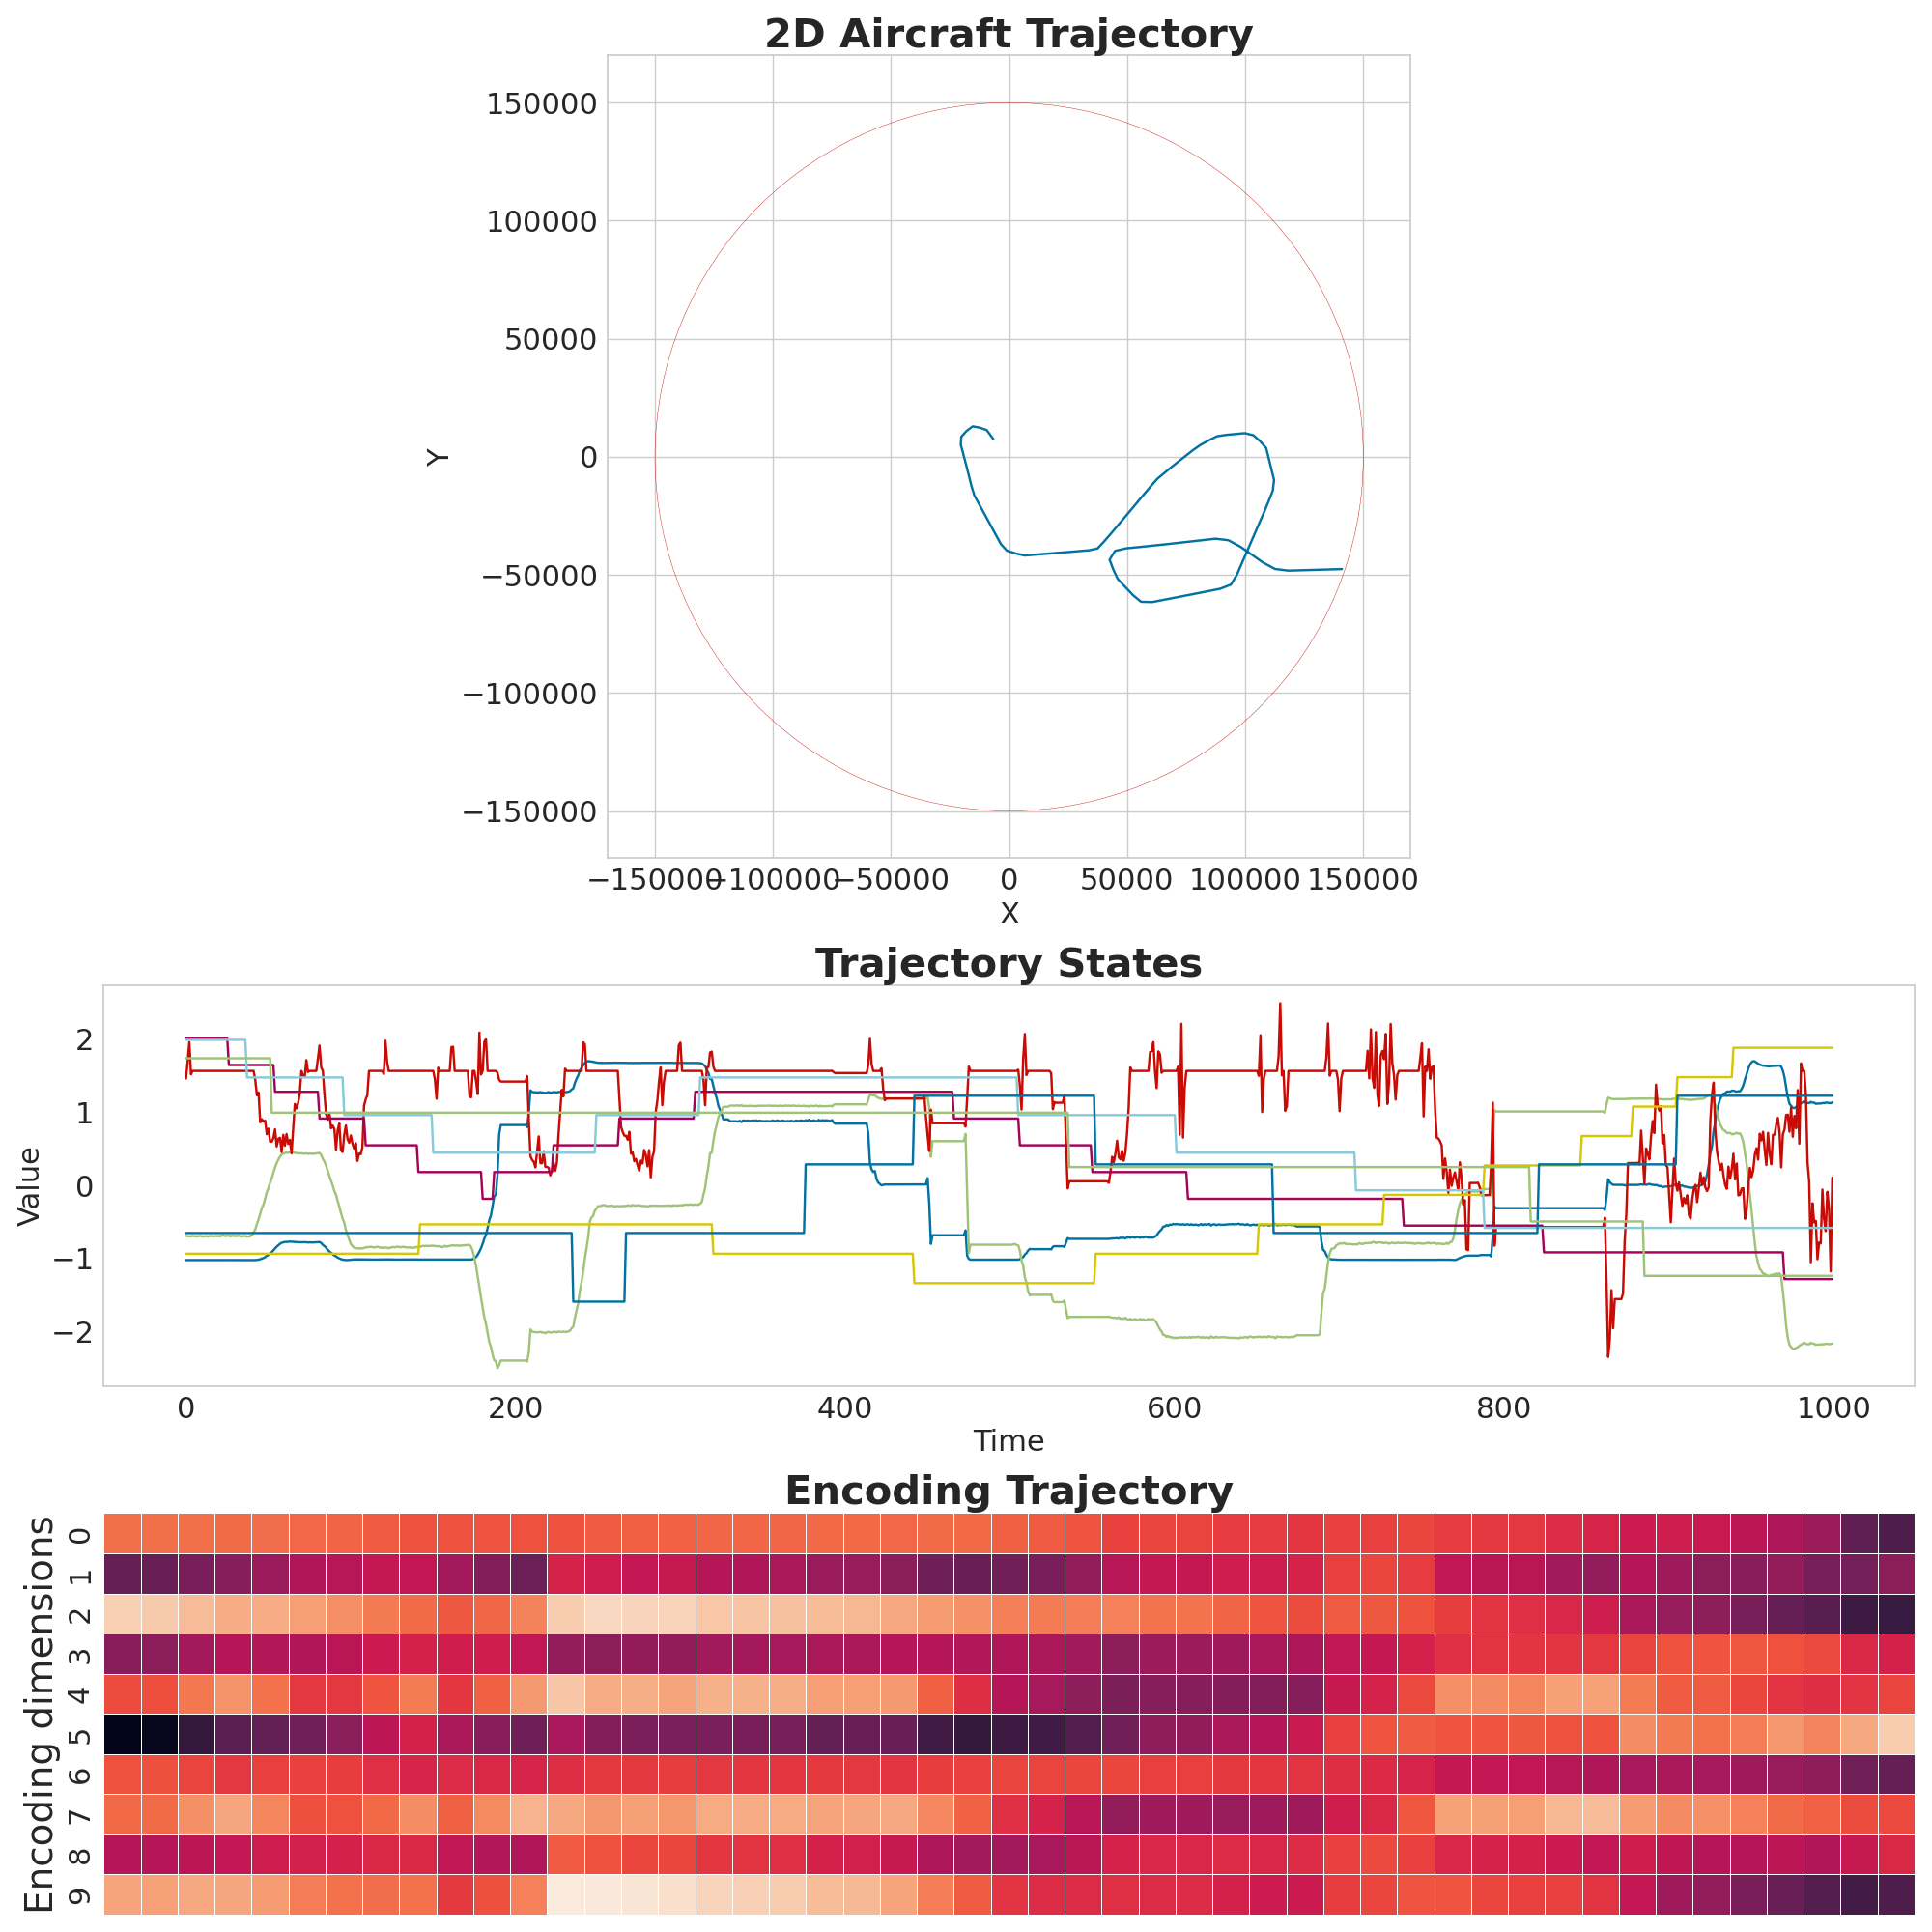 2D Aircraft Trajectory
150000
100000
50000
0
−50000
−100000
−150000
Y
−150000 −100000 −50000 0 50000 100000 150000
X
Trajectory States
2
1
0
−1
−2
Value
0 200 400 600 800 1000
Time
Encoding Trajectory
Encoding dimensions
0
1
2
3
4
5
6
7
8
9